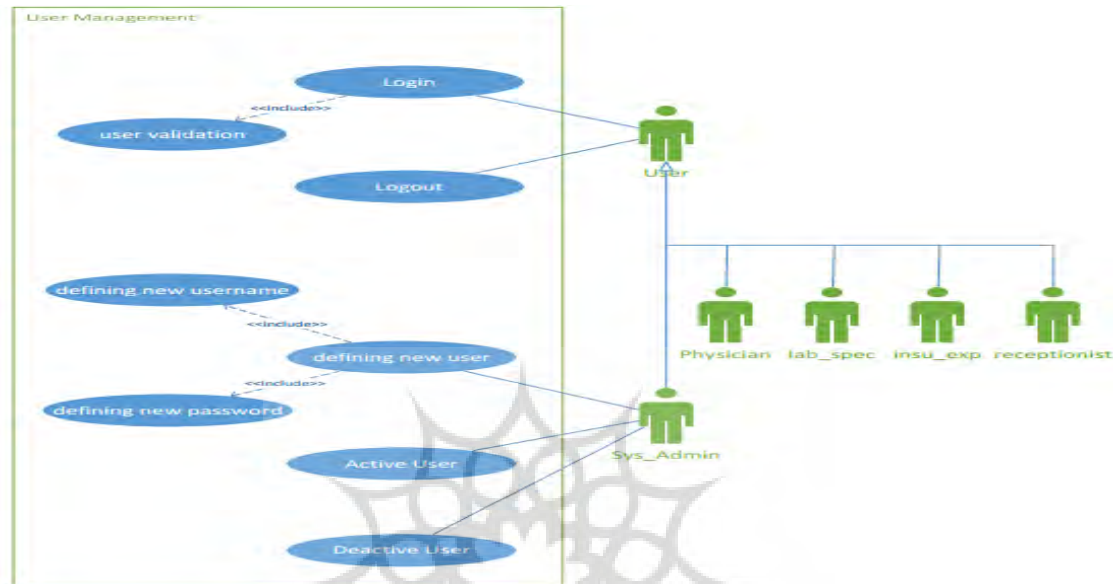 User Management
Login
<<include>>
user validation
User
Logout
defining new username
<<include>>
defining new user
Physician
lab_spec
insu_exp
receptionist
<<include>>
defining new password
Sys_Admin
Active User
Deactive User